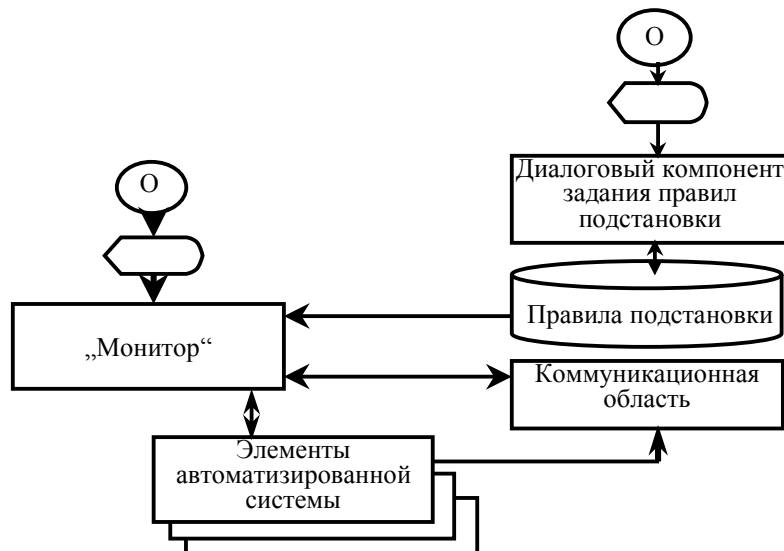 О
Диалоговый компонент
задания правил
подстановки
О
Правила подстановки
„Монитор“
Коммуникационная
область
Элементы
автоматизированной
системы